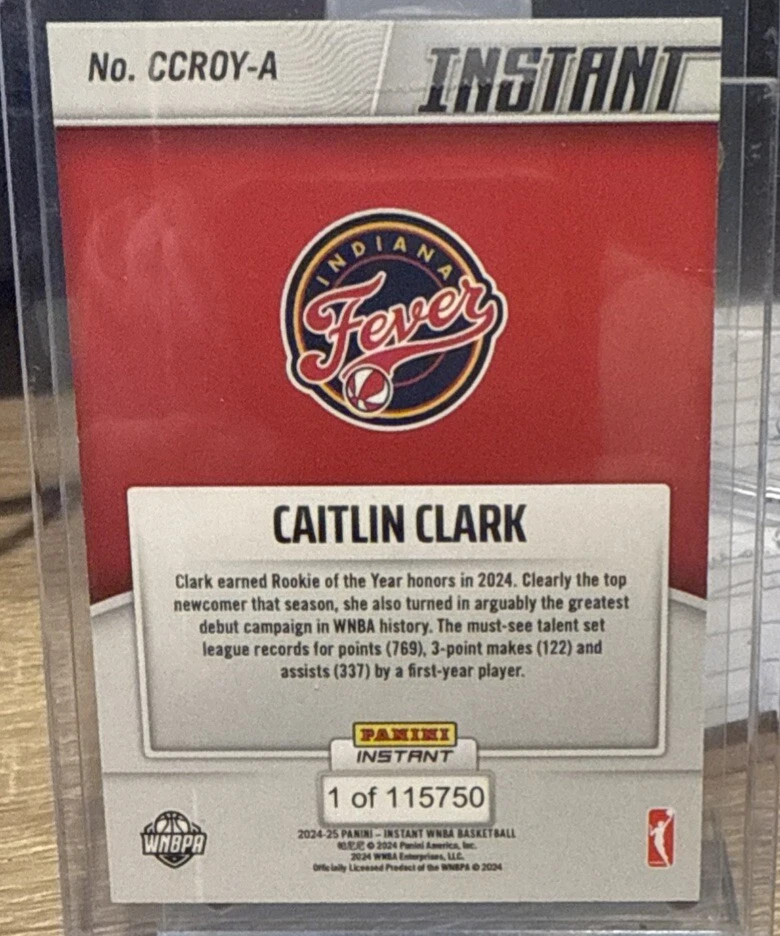 No. CCROY-A
INSTANT
INDIANA
Fever
CAITLIN CLARK
Clark earned Rookie of the Year honors in 2024. Clearly the top
newcomer that season, she also turned in arguably the greatest
debut campaign in WNBA history. The must-see talent set
league records for points (769), 3-point makes (122) and
assists (337) by a first-year player.
PANINI
INSTANT
1 of 115750
WNBPA
2024-25 PANINI – INSTANT WNBA BASKETBALL
帕尼尼 © 2024 Panini America, Inc.
2024 WNBA Enterprises, LLC.
Officially Licensed Product of the WNBPA © 2024